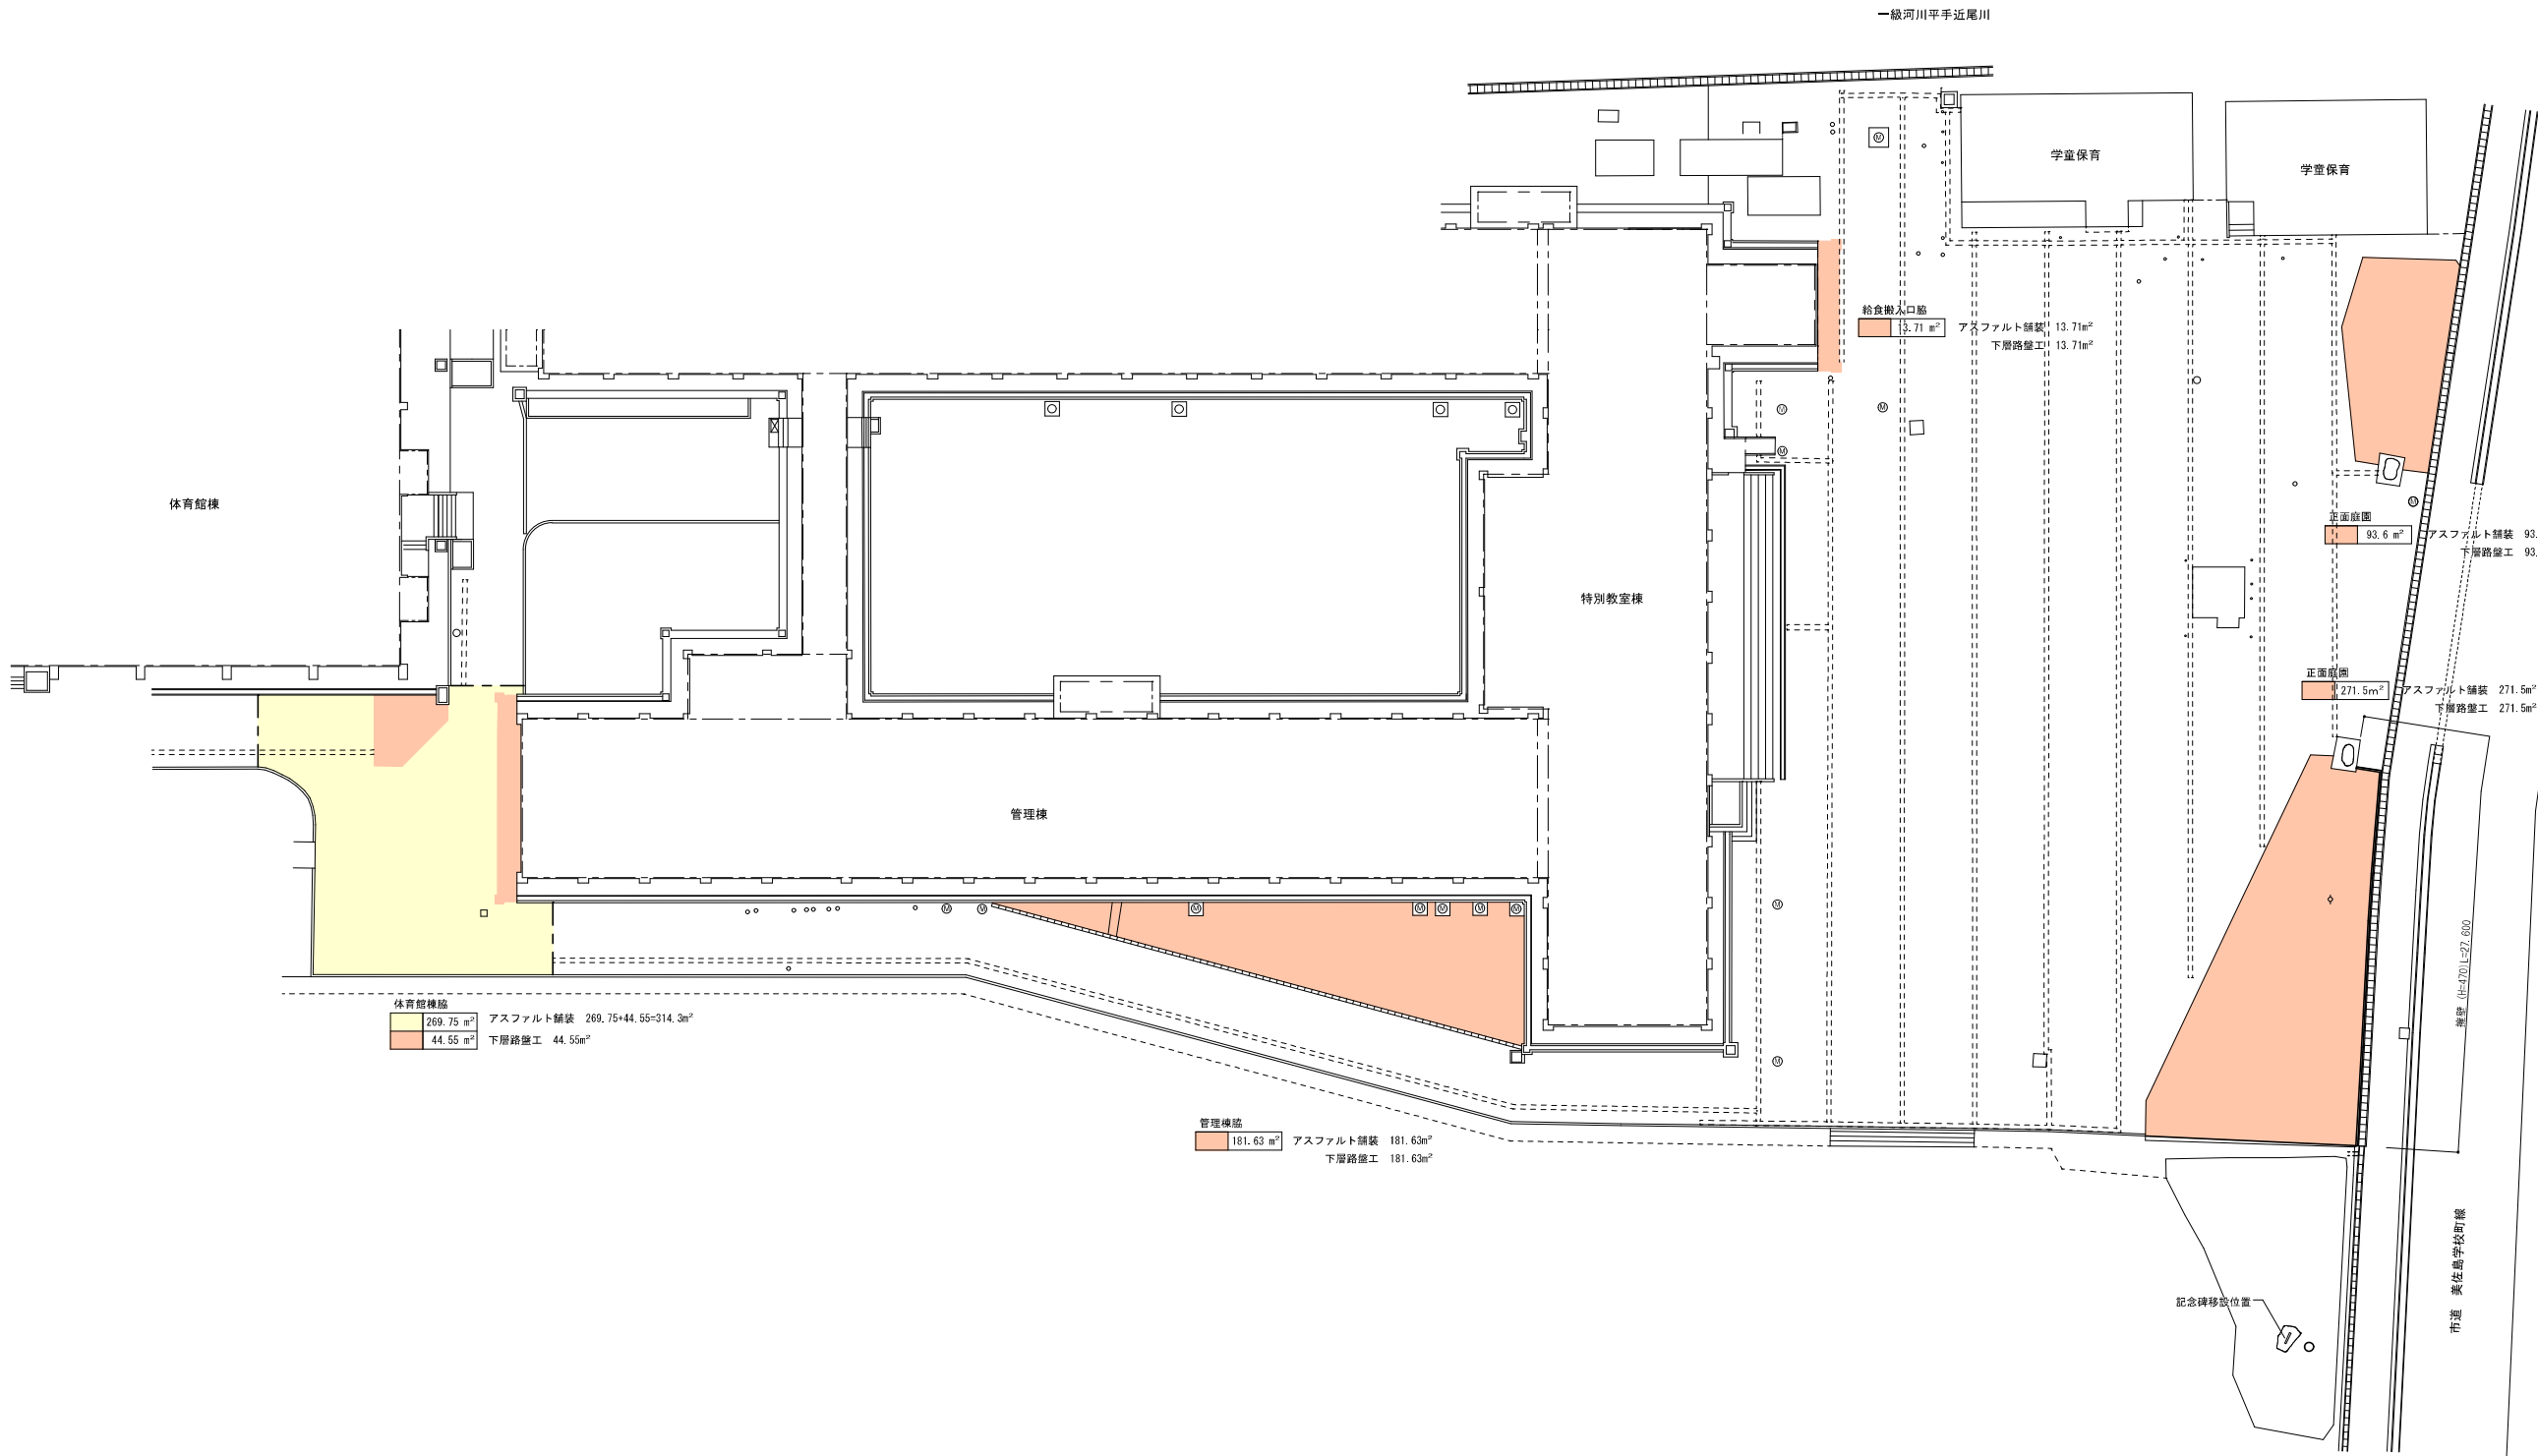 一級河川平手近尾川
学童保育
学童保育
給食搬入口脇
13.71 m² アスファルト舗装 13.71m²
下層路盤工 13.71m²
体育館棟
正面庭園
93.6 m² アスファルト舗装 93.
下層路盤工 93.
特別教室棟
正面庭園
271.5m² アスファルト舗装 271.5m²
下層路盤工 271.5m²
管理棟
擁壁 (H=470)L=27.600
体育館棟脇
269.75 m² アスファルト舗装 269.75+44.55=314.3m²
44.55 m² 下層路盤工 44.55m²
管理棟脇
181.63 m² アスファルト舗装 181.63m²
下層路盤工 181.63m²
市道 美佐島学校町線
記念碑移設位置